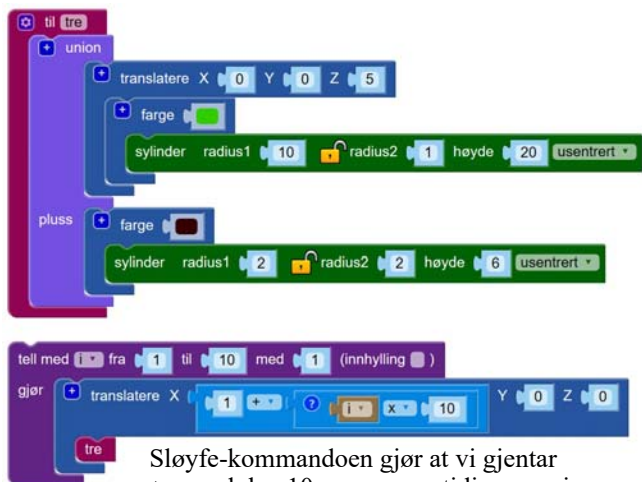 til tre
union
translatere X 0 Y 0 Z 5
farge
sylinder radius1 10 radius2 1 høyde 20 usentrert
pluss farge
sylinder radius1 2 radius2 2 høyde 6 usentrert
tell med i fra 1 til 10 med 1 (innhylling )
gjør translatere X 1 + ? i x 10 Y 0 Z 0
tre
Sløyfe-kommandoen gjør at vi gjentar